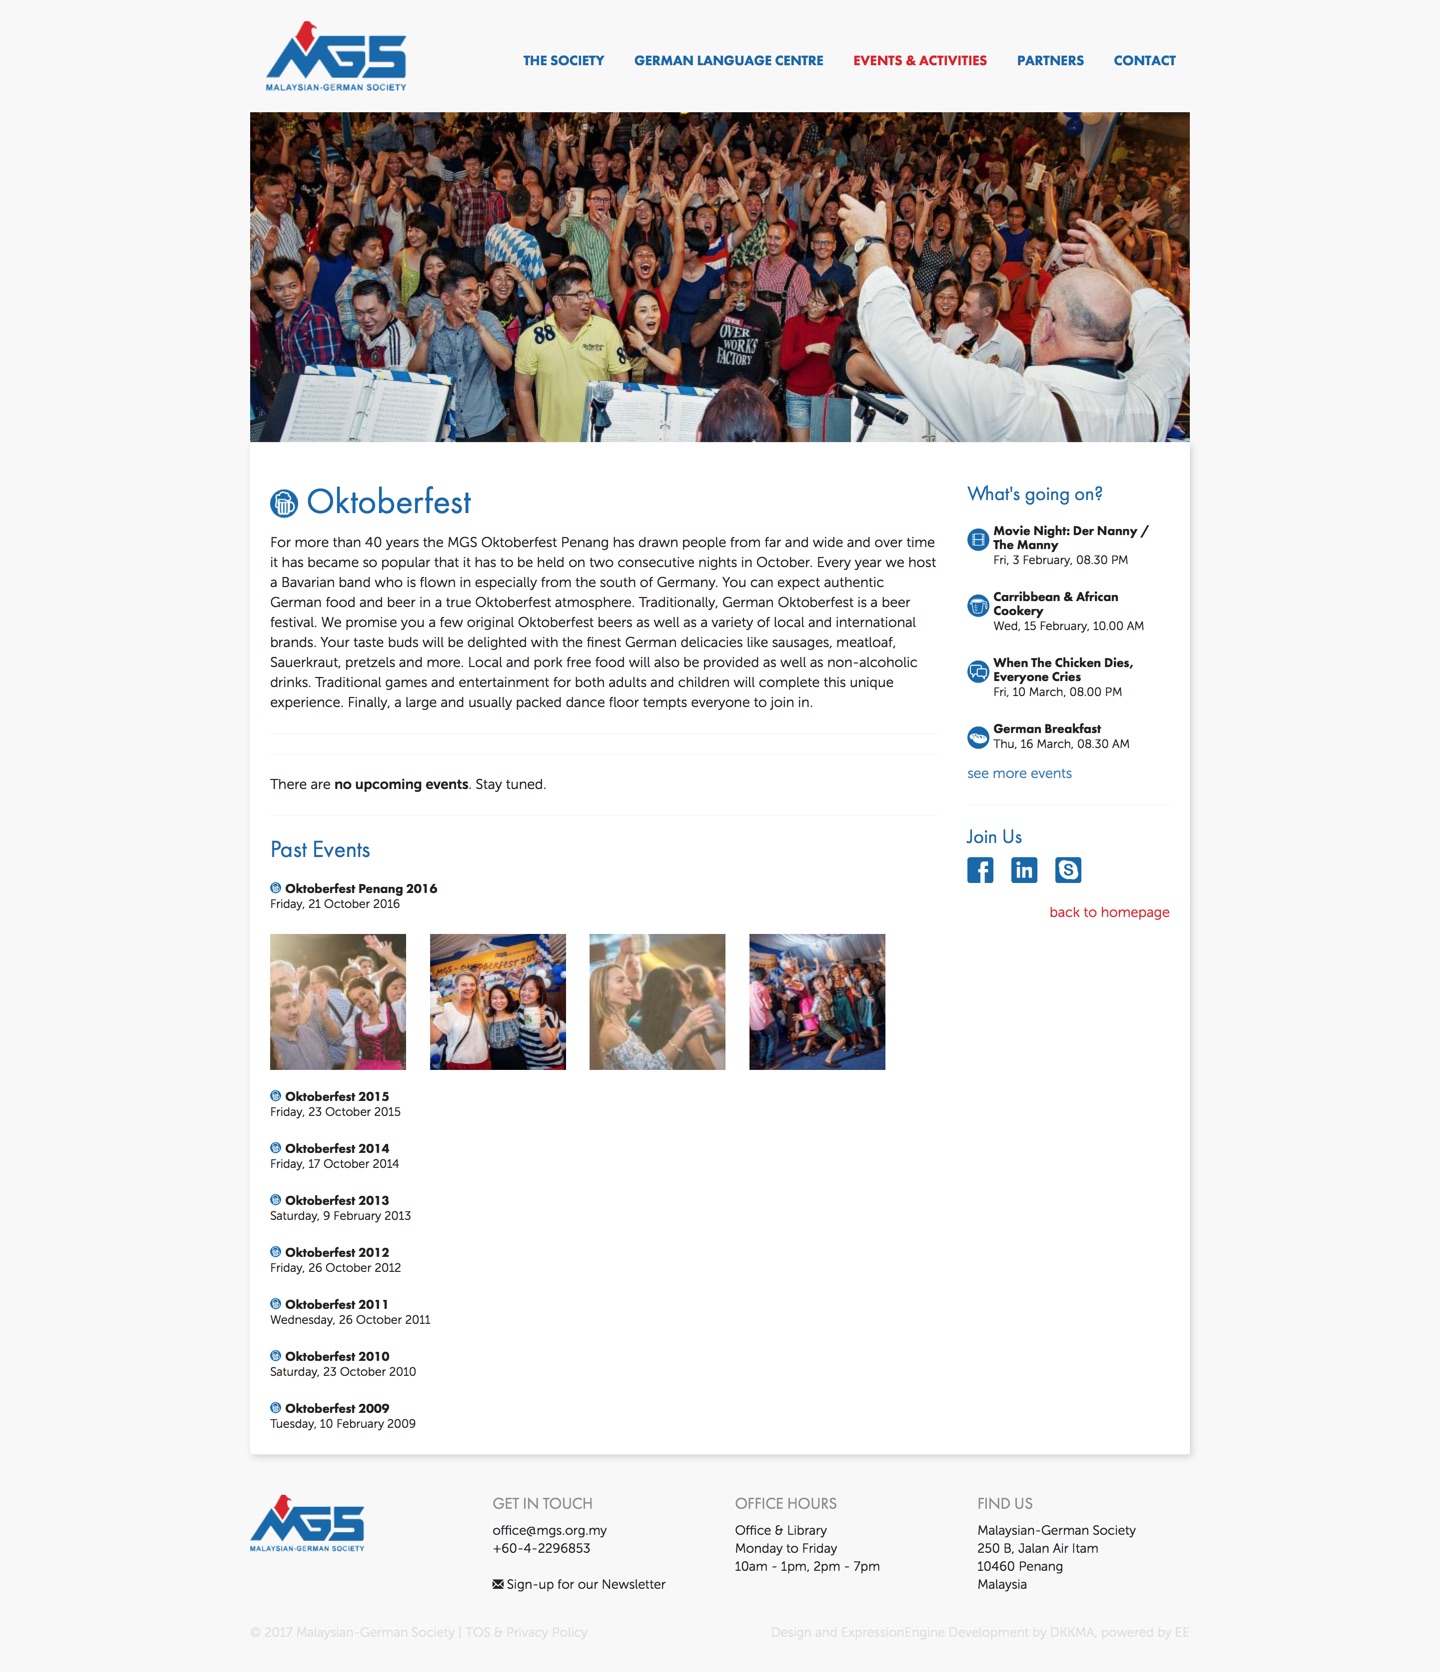 MGS
MALAYSIAN-GERMAN SOCIETY
THE SOCIETY
GERMAN LANGUAGE CENTRE
EVENTS & ACTIVITIES
PARTNERS
CONTACT
88
88
OVER
WORK'S
FACTORY
Oktoberfest
For more than 40 years the MGS Oktoberfest Penang has drawn people from far and wide and over time
it has became so popular that it has to be held on two consecutive nights in October. Every year we host
a Bavarian band who is flown in especially from the south of Germany. You can expect authentic
German food and beer in a true Oktoberfest atmosphere. Traditionally, German Oktoberfest is a beer
festival. We promise you a few original Oktoberfest beers as well as a variety of local and international
brands. Your taste buds will be delighted with the finest German delicacies like sausages, meatloaf,
Sauerkraut, pretzels and more. Local and pork free food will also be provided as well as non-alcoholic
drinks. Traditional games and entertainment for both adults and children will complete this unique
experience. Finally, a large and usually packed dance floor tempts everyone to join in.
There are no upcoming events. Stay tuned.
Past Events
Oktoberfest Penang 2016
Friday, 21 October 2016
MGS - OKTOBERFEST 20
Oktoberfest 2015
Friday, 23 October 2015
Oktoberfest 2014
Friday, 17 October 2014
Oktoberfest 2013
Saturday, 9 February 2013
Oktoberfest 2012
Friday, 26 October 2012
Oktoberfest 2011
Wednesday, 26 October 2011
Oktoberfest 2010
Saturday, 23 October 2010
Oktoberfest 2009
Tuesday, 10 February 2009
What's going on?
Movie Night: Der Nanny /
The Manny
Fri, 3 February, 08.30 PM
Carribbean & African
Cookery
Wed, 15 February, 10.00 AM
When The Chicken Dies,
Everyone Cries
Fri, 10 March, 08.00 PM
German Breakfast
Thu, 16 March, 08.30 AM
see more events
Join Us
back to homepage
MGS
MALAYSIAN-GERMAN SOCIETY
GET IN TOUCH
office@mgs.org.my
+60-4-2296853
Sign-up for our Newsletter
OFFICE HOURS
Office & Library
Monday to Friday
10am - 1pm, 2pm - 7pm
FIND US
Malaysian-German Society
250 B, Jalan Air Itam
10460 Penang
Malaysia
© 2017 Malaysian-German Society | TOS & Privacy Policy
Design and ExpressionEngine Development by DKKMA, powered by EE